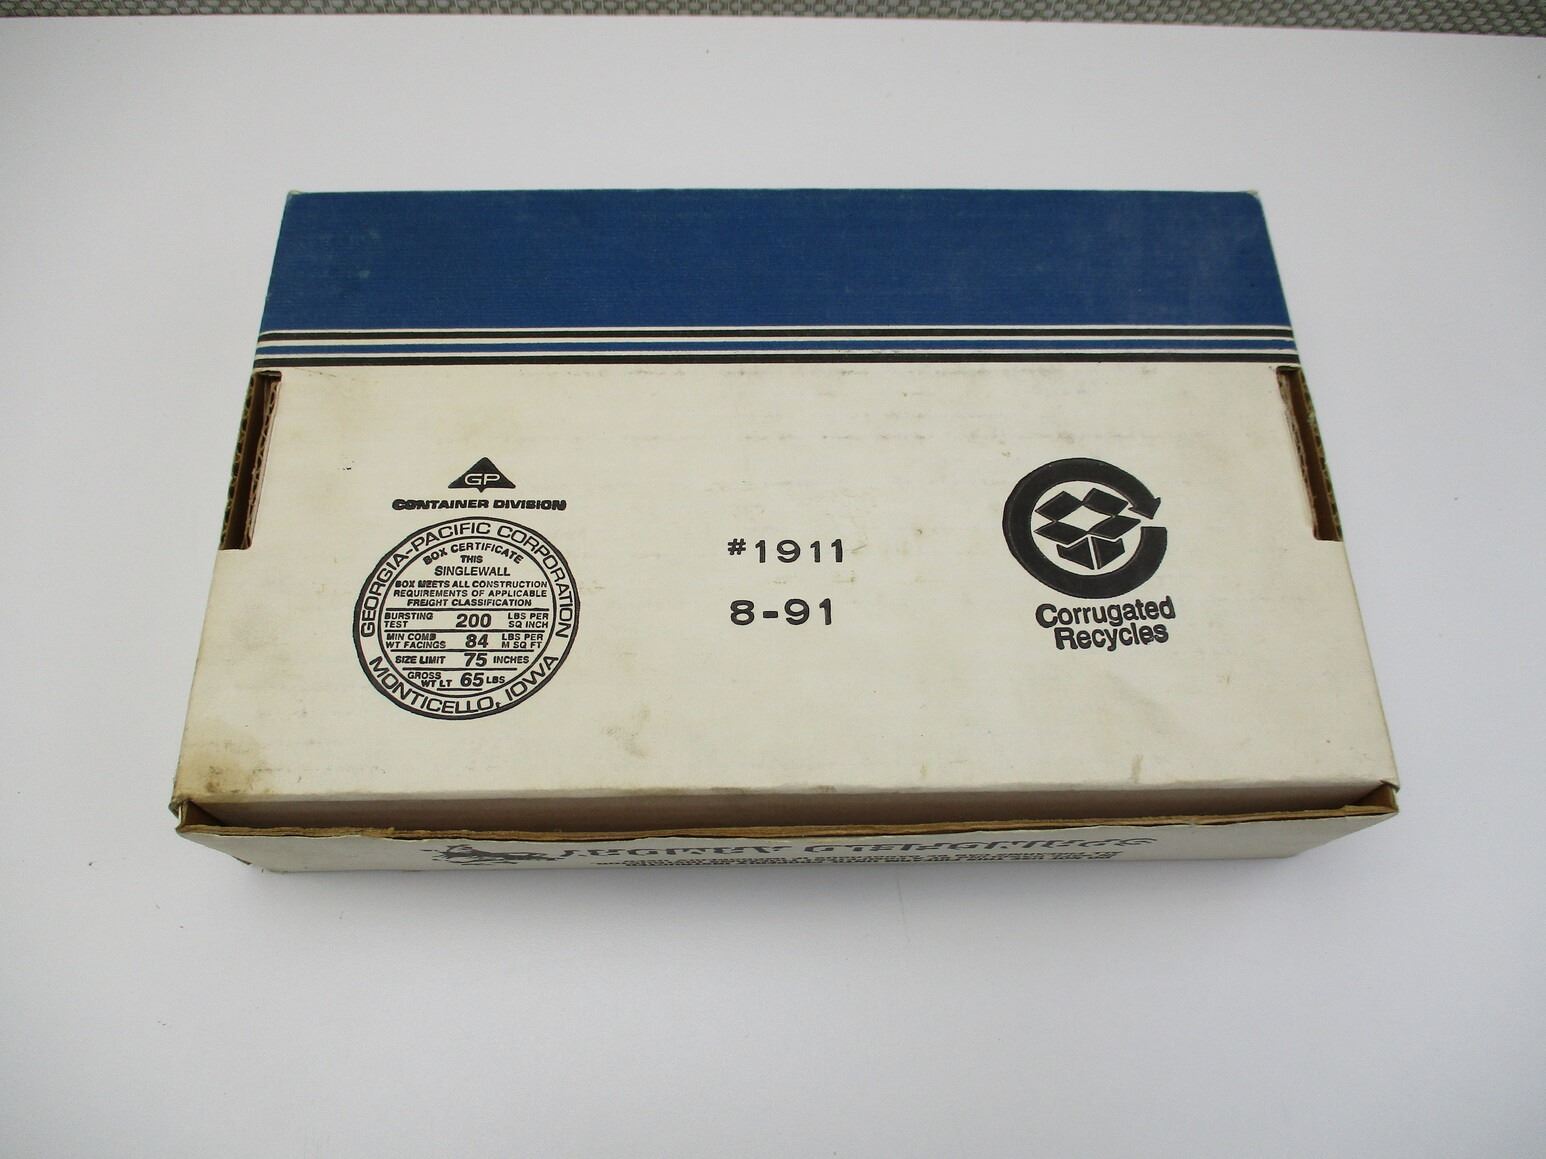 GP
CONTAINER DIVISION
GEORGIA-PACIFIC CORPORATION
BOX CERTIFICATE
THIS
SINGLEWALL
BOX MEETS ALL CONSTRUCTION
REQUIREMENTS OF APPLICABLE
FREIGHT CLASSIFICATION
BURSTING TEST 200 LBS PER SQ INCH
MIN COMB WT FACINGS 84 LBS PER M SQ FT
SIZE LIMIT 75 INCHES
GROSS WT LT 65 LBS
MONTICELLO, IOWA
#1911
8-91
Corrugated
Recycles
SPRINGFIELD ARMORY